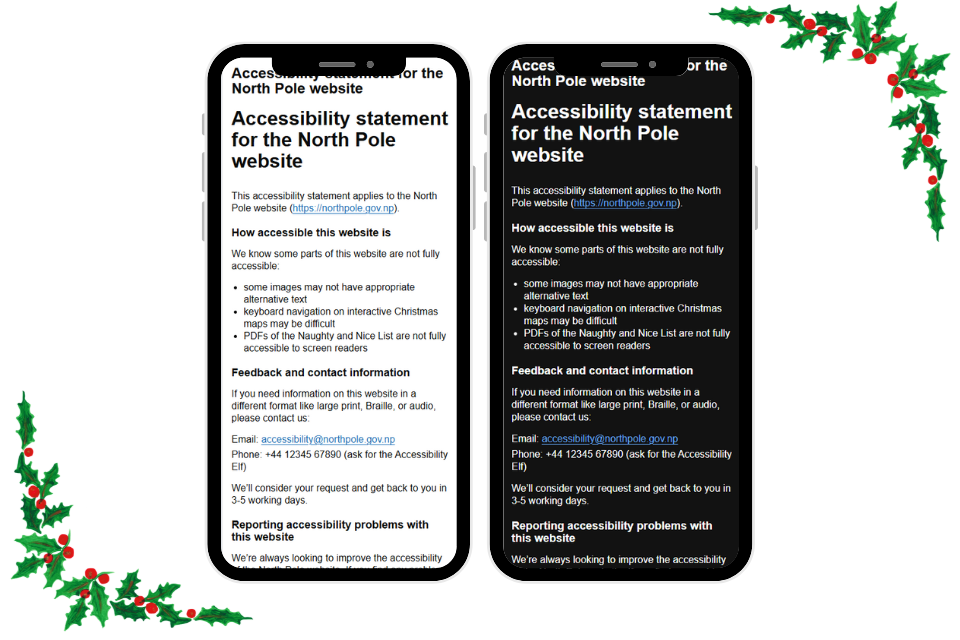 Accessibility statement for the
North Pole website
Accessibility statement
for the North Pole
website
This accessibility statement applies to the North
Pole website (https://northpole.gov.np).
How accessible this website is
We know some parts of this website are not fully
accessible:
• some images may not have appropriate
alternative text
• keyboard navigation on interactive Christmas
maps may be difficult
• PDFs of the Naughty and Nice List are not fully
accessible to screen readers
Feedback and contact information
If you need information on this website in a
different format like large print, Braille, or audio,
please contact us:
Email: accessibility@northpole.gov.np
Phone: +44 12345 67890 (ask for the Accessibility
Elf)
We’ll consider your request and get back to you in
3-5 working days.
Reporting accessibility problems with
this website
We’re always looking to improve the accessibility
or the
North Pole website
Accessibility statement
for the North Pole
website
This accessibility statement applies to the North
Pole website (https://northpole.gov.np).
How accessible this website is
We know some parts of this website are not fully
accessible:
• some images may not have appropriate
alternative text
• keyboard navigation on interactive Christmas
maps may be difficult
• PDFs of the Naughty and Nice List are not fully
accessible to screen readers
Feedback and contact information
If you need information on this website in a
different format like large print, Braille, or audio,
please contact us:
Email: accessibility@northpole.gov.np
Phone: +44 12345 67890 (ask for the Accessibility
Elf)
We’ll consider your request and get back to you in
3-5 working days.
Reporting accessibility problems with
this website
We’re always looking to improve the accessibility